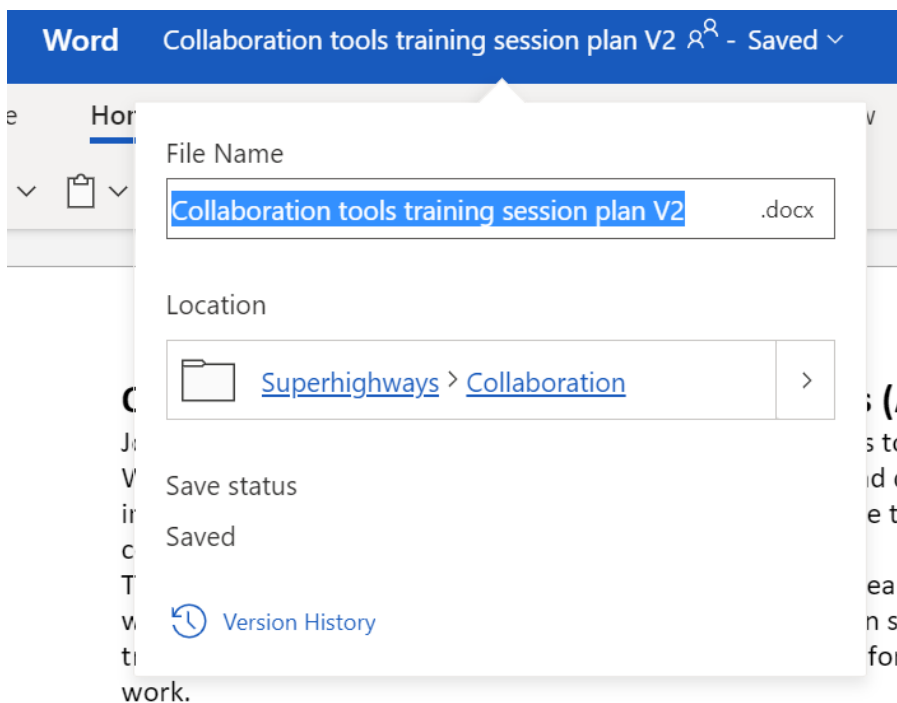 Word Collaboration tools training session plan V2 - Saved
File Name
Collaboration tools training session plan V2 .docx
Location
Superhighways > Collaboration
Save status
Saved
Version History
work.